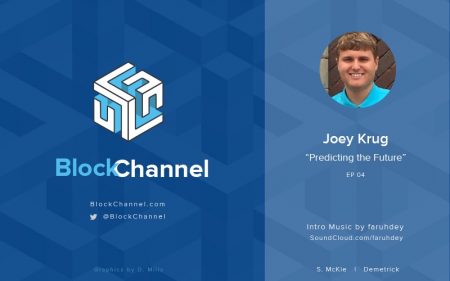 BlockChannel
BlockChannel.com
@BlockChannel
Graphics by D. Mills
Joey Krug
“Predicting the Future”
EP 04
Intro Music by faruhdey
SoundCloud.com/faruhdey
S. McKie | Demetrick